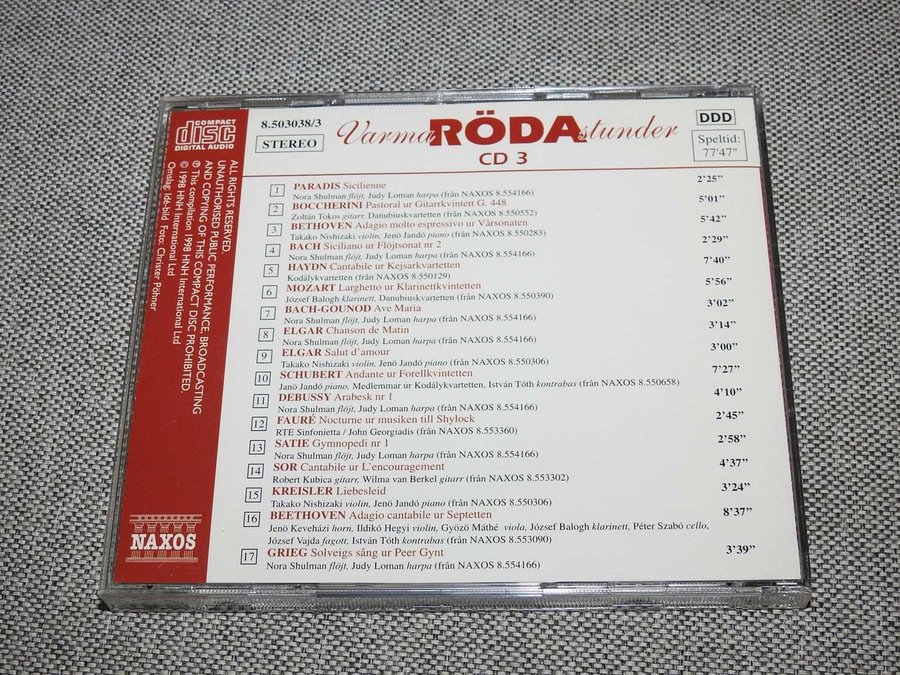 COMPACT
disc
DIGITAL AUDIO
8.503038/3
STEREO
Varma RÖDA stunder
CD 3
DDD
Speltid:
77'47"
1 PARADIS Sicilienne 2'25"
Nora Shulman flöjt, Judy Loman harpa (från NAXOS 8.554166)
2 BOCCHERINI Pastoral ur Gitarrkvintett G. 448 5'01"
Zoltán Tokos gitarr, Danubiuskvartetten (från NAXOS 8.550552)
3 BETHOVEN Adagio molto espressivo ur Vårsonaten 5'42"
Takako Nishizaki violin, Jenö Jandó piano (från NAXOS 8.550283)
4 BACH Siciliano ur Flöjtsonat nr 2 2'29"
Nora Shulman flöjt, Judy Loman harpa (från NAXOS 8.554166)
5 HAYDN Cantabile ur Kejsarkvartetten 7'40"
Kodálykvartetten (från NAXOS 8.550129)
6 MOZART Larghetto ur Klarinettkvintetten 5'56"
József Balogh klarinett, Danubiuskvartetten (från NAXOS 8.550390)
7 BACH-GOUNOD Ave Maria 3'02"
Nora Shulman flöjt, Judy Loman harpa (från NAXOS 8.554166)
8 ELGAR Chanson de Matin 3'14"
Nora Shulman flöjt, Judy Loman harpa (från NAXOS 8.554166)
9 ELGAR Salut d'amour 3'00"
Takako Nishizaki violin, Jenö Jandó piano (från NAXOS 8.550306)
10 SCHUBERT Andante ur Forellkvintetten 7'27"
Janö Jandó piano, Medlemmar ur Kodálykvartetten, István Tóth kontrabas (från NAXOS 8.550658)
11 DEBUSSY Arabesk nr 1 4'10"
Nora Shulman flöjt, Judy Loman harpa (från NAXOS 8.554166)
12 FAURÉ Nocturne ur musiken till Shylock 2'45"
RTE Sinfonietta / John Georgiadis (från NAXOS 8.553360)
13 SATIE Gymnopedi nr 1 2'58"
Nora Shulman flöjt, Judy Loman harpa (från NAXOS 8.554166)
14 SOR Cantabile ur L'encouragement 4'37"
Robert Kubica gitarr, Wilma van Berkel gitarr (från NAXOS 8.553302)
15 KREISLER Liebesleid 3'24"
Takako Nishizaki violin, Jenö Jandó piano (från NAXOS 8.550306)
16 BEETHOVEN Adagio cantabile ur Septetten 8'37"
Jenö Keveházi horn, Ildikó Hegyi violin, Gyözö Máthé viola, József Balogh klarinett, Péter Szabó cello,
József Vajda fagott, István Tóth kontrabas (från NAXOS 8.553090)
17 GRIEG Solveigs sång ur Peer Gynt 3'39"
Nora Shulman flöjt, Judy Loman harpa (från NAXOS 8.554166)
ALL RIGHTS RESERVED.
UNAUTHORISED PUBLIC PERFORMANCE, BROADCASTING
AND COPYING OF THIS COMPACT DISC PROHIBITED.
℗ This compilation 1998 HNH International Ltd
© 1998 HNH International Ltd
Omslag: Idé-bild Foto: Christer Pöhner
NAXOS